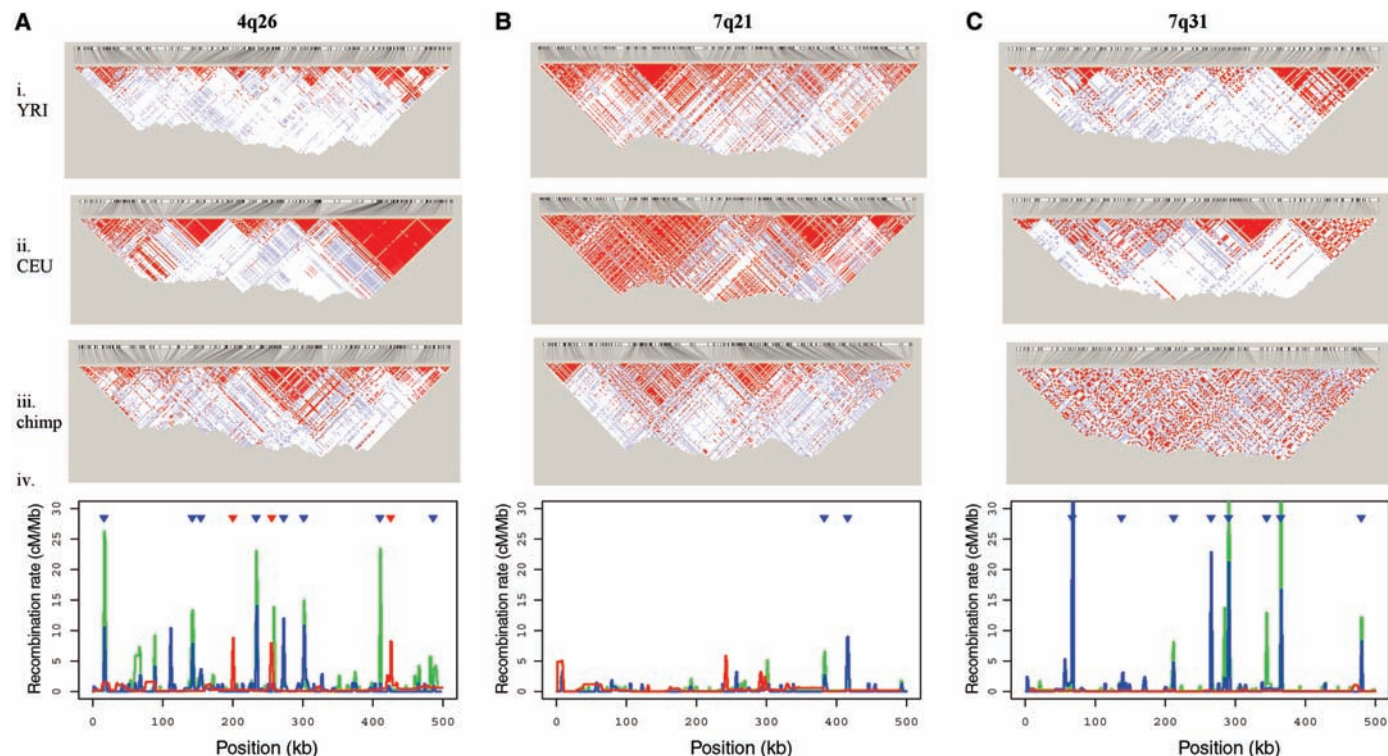 A 4q26
B 7q21
C 7q31
i.
YRI
ii.
CEU
iii.
chimp
iv.
Recombination rate (cM/Mb)
30
25
20
15
10
5
0
0 100 200 300 400 500
Position (kb)
Recombination rate (cM/Mb)
30
25
20
15
10
5
0
0 100 200 300 400 500
Position (kb)
Recombination rate (cM/Mb)
30
25
20
15
10
5
0
0 100 200 300 400 500
Position (kb)